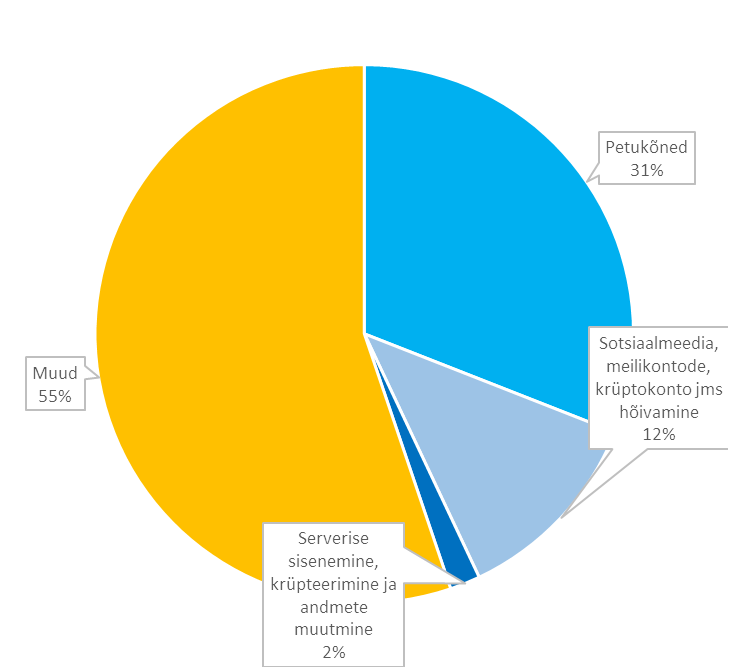 Petukõned
31%
Sotsiaalmeedia,
meilikontode,
krüptokonto jms
hõivamine
12%
Muud
55%
Serverise
sisenemine,
krüpteerimine ja
andmete
muutmine
2%